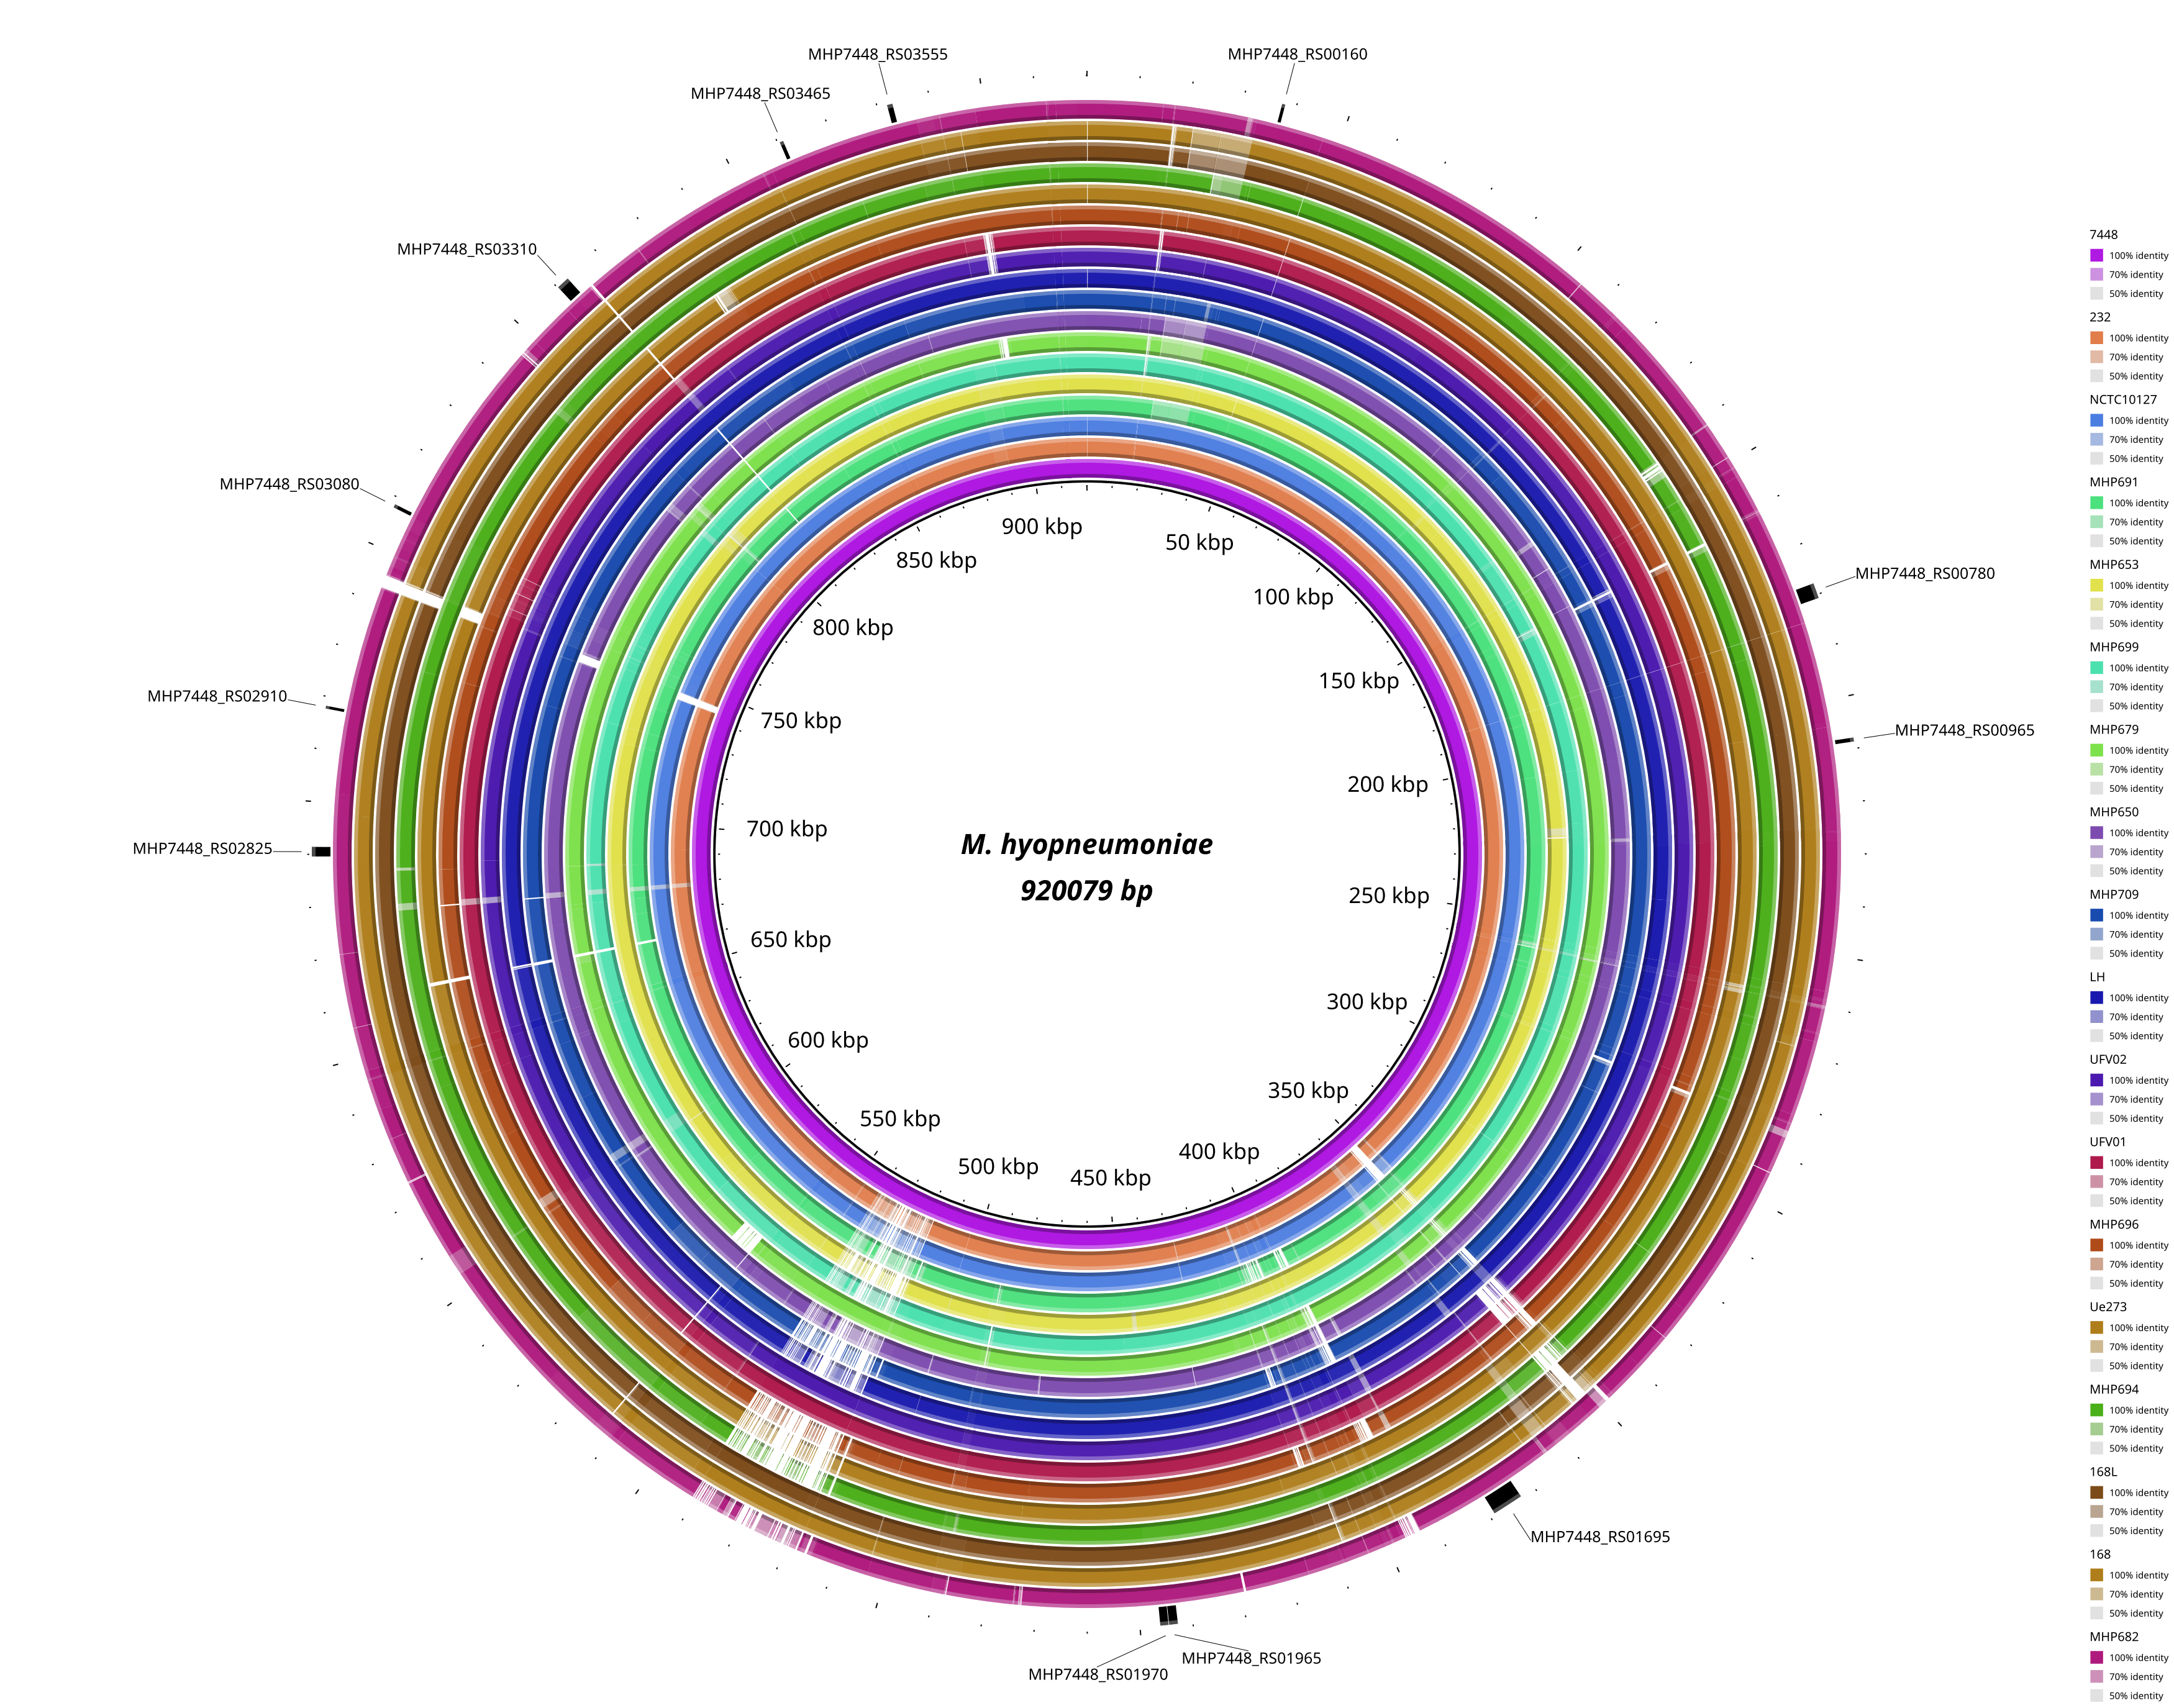 MHP7448_RS03555
MHP7448_RS00160
MHP7448_RS03465
MHP7448_RS03310
MHP7448_RS03080
MHP7448_RS02910
MHP7448_RS02825
MHP7448_RS00780
MHP7448_RS00965
MHP7448_RS01695
MHP7448_RS01965
MHP7448_RS01970
900 kbp
50 kbp
850 kbp
100 kbp
800 kbp
150 kbp
750 kbp
200 kbp
700 kbp
250 kbp
650 kbp
300 kbp
600 kbp
350 kbp
550 kbp
400 kbp
500 kbp
450 kbp
M. hyopneumoniae
920079 bp
7448
100% identity
70% identity
50% identity
232
100% identity
70% identity
50% identity
NCTC10127
100% identity
70% identity
50% identity
MHP691
100% identity
70% identity
50% identity
MHP653
100% identity
70% identity
50% identity
MHP699
100% identity
70% identity
50% identity
MHP679
100% identity
70% identity
50% identity
MHP650
100% identity
70% identity
50% identity
MHP709
100% identity
70% identity
50% identity
LH
100% identity
70% identity
50% identity
UFV02
100% identity
70% identity
50% identity
UFV01
100% identity
70% identity
50% identity
MHP696
100% identity
70% identity
50% identity
Ue273
100% identity
70% identity
50% identity
MHP694
100% identity
70% identity
50% identity
168L
100% identity
70% identity
50% identity
168
100% identity
70% identity
50% identity
MHP682
100% identity
70% identity
50% identity